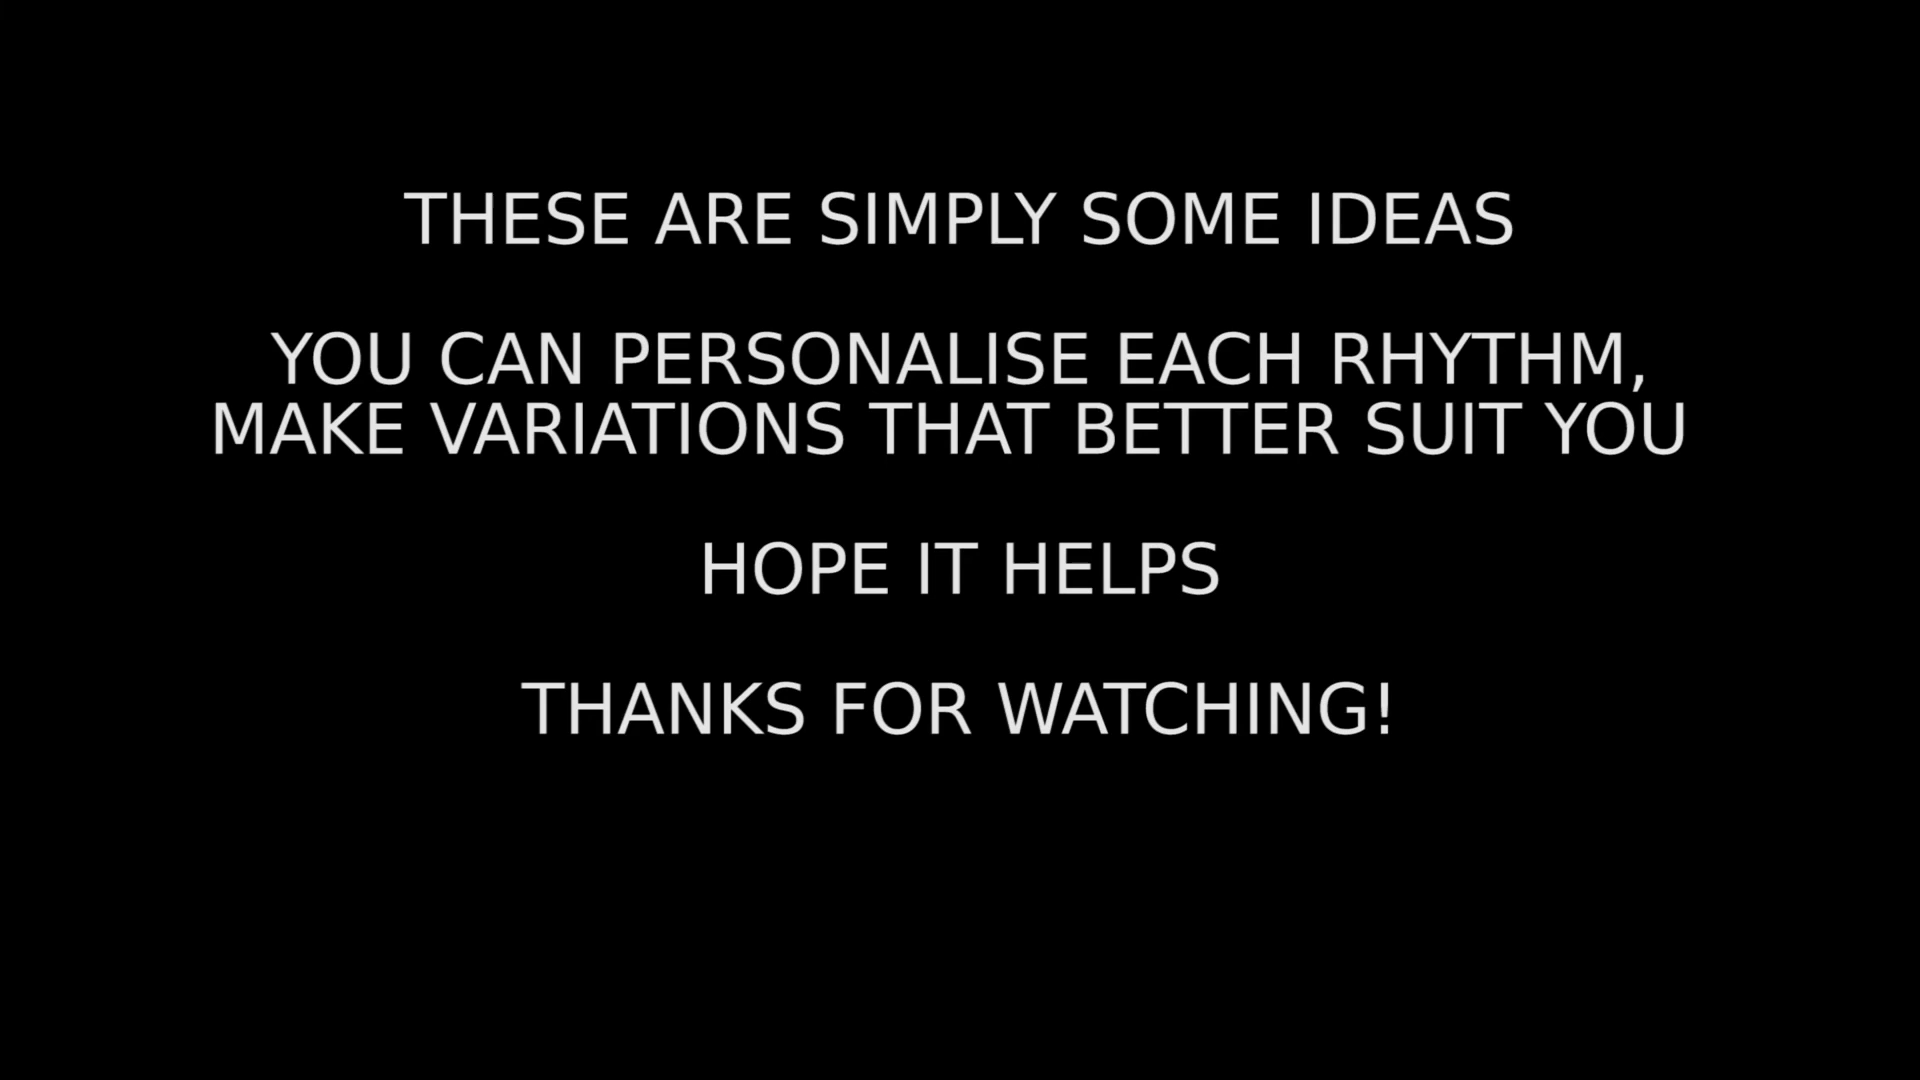 THESE ARE SIMPLY SOME IDEAS
YOU CAN PERSONALISE EACH RHYTHM,
MAKE VARIATIONS THAT BETTER SUIT YOU
HOPE IT HELPS
THANKS FOR WATCHING!